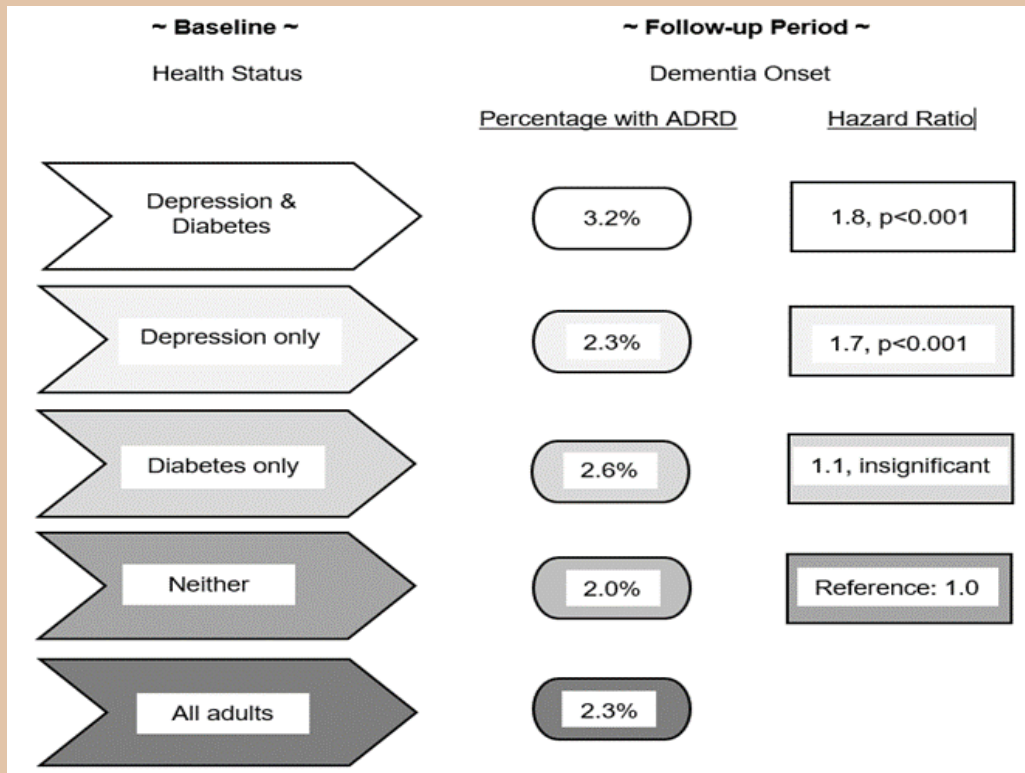 ~ Baseline ~
~ Follow-up Period ~
Health Status
Dementia Onset
Percentage with ADRD
Hazard Ratio
Depression &
Diabetes
3.2%
1.8, p<0.001
Depression only
2.3%
1.7, p<0.001
Diabetes only
2.6%
1.1, insignificant
Neither
2.0%
Reference: 1.0
All adults
2.3%